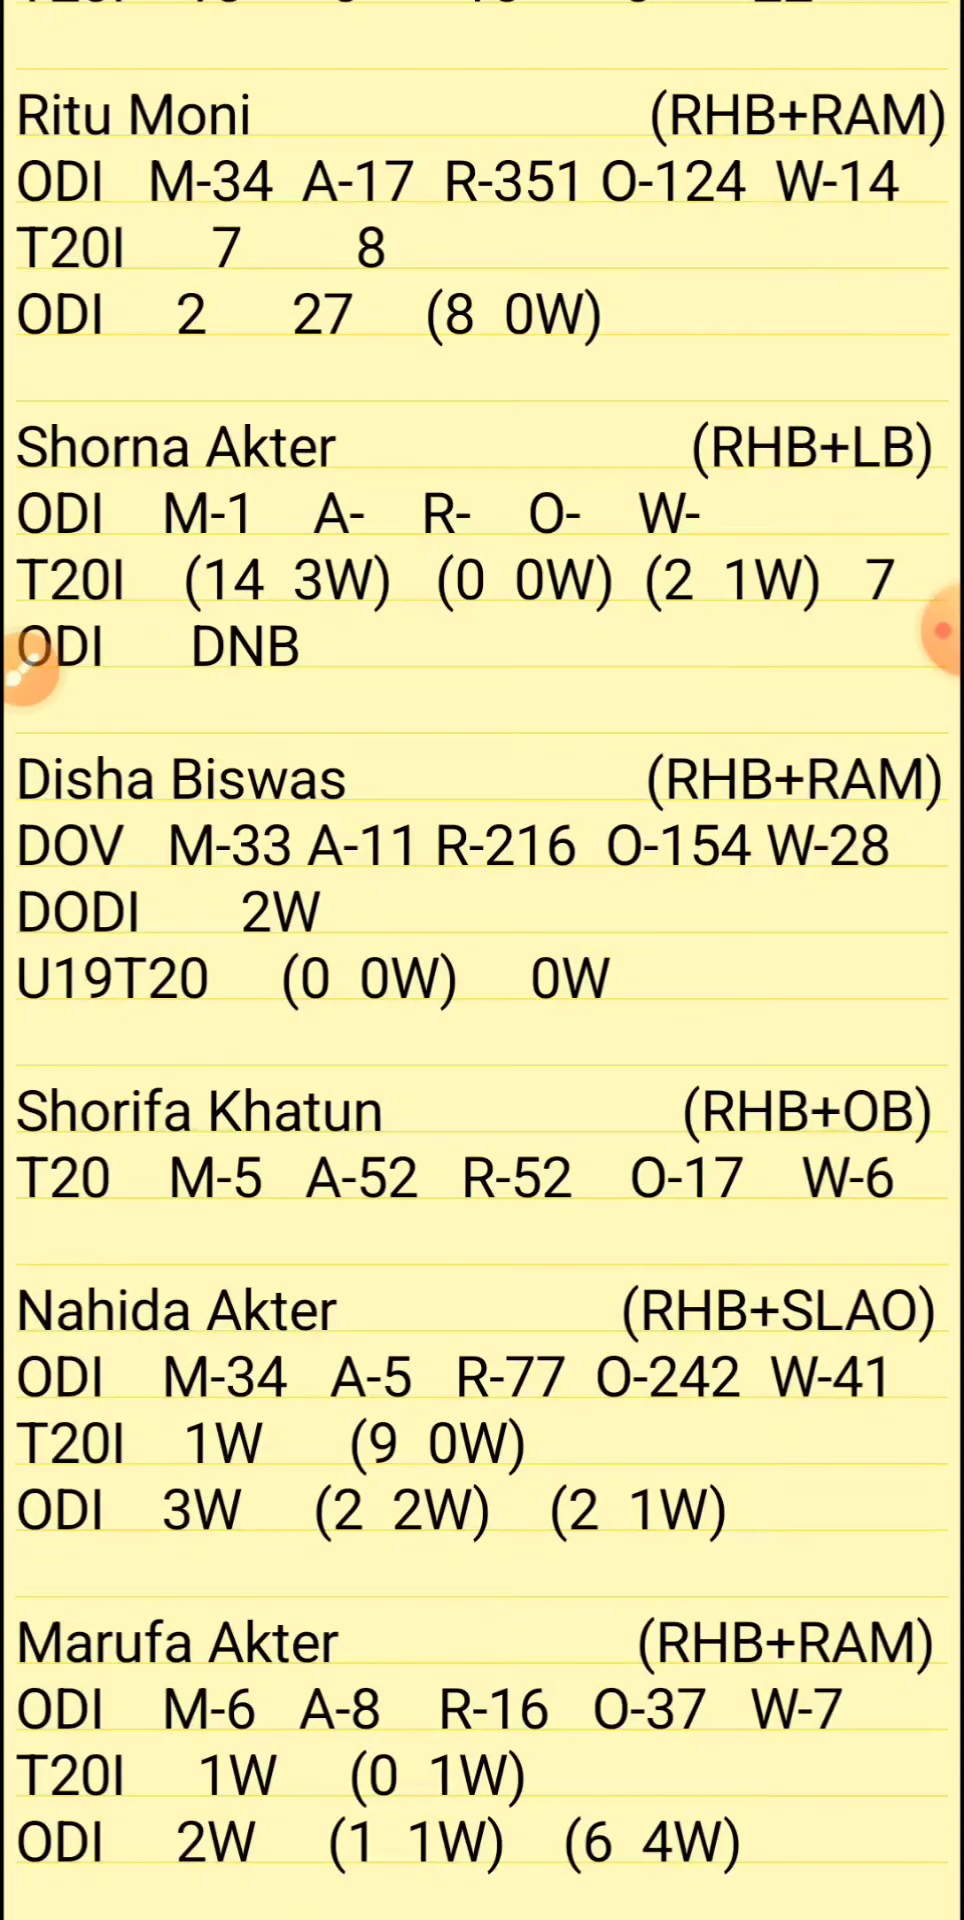 Ritu Moni (RHB+RAM)
ODI M-34 A-17 R-351 O-124 W-14
T20I 7 8
ODI 2 27 (8 0W)
Shorna Akter (RHB+LB)
ODI M-1 A- R- O- W-
T20I (14 3W) (0 0W) (2 1W) 7
ODI DNB
Disha Biswas (RHB+RAM)
DOV M-33 A-11 R-216 O-154 W-28
DODI 2W
U19T20 (0 0W) 0W
Shorifa Khatun (RHB+OB)
T20 M-5 A-52 R-52 O-17 W-6
Nahida Akter (RHB+SLAO)
ODI M-34 A-5 R-77 O-242 W-41
T20I 1W (9 0W)
ODI 3W (2 2W) (2 1W)
Marufa Akter (RHB+RAM)
ODI M-6 A-8 R-16 O-37 W-7
T20I 1W (0 1W)
ODI 2W (1 1W) (6 4W)